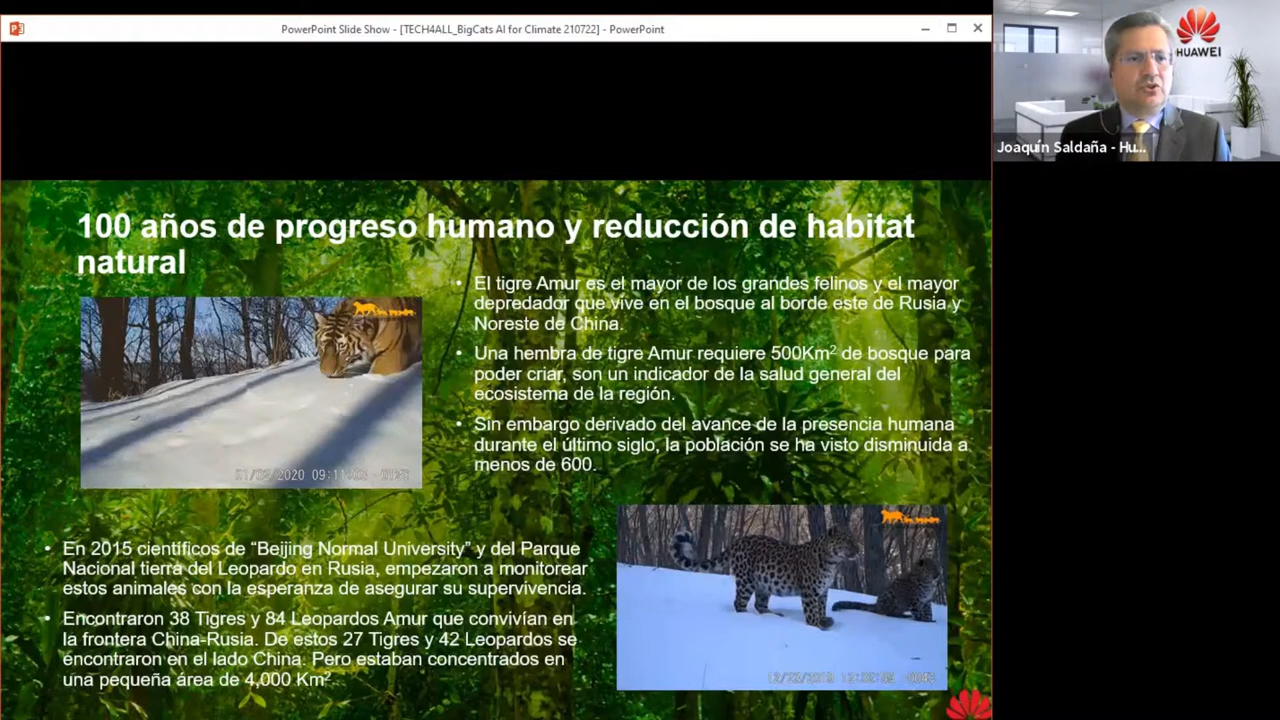 PowerPoint Slide Show - [TECH4ALL_BigCats AI for Climate 210722] - PowerPoint
HUAWEI
Joaquín Saldaña - Hu...
100 años de progreso humano y reducción de habitat
natural
• El tigre Amur es el mayor de los grandes felinos y el mayor
depredador que vive en el bosque al borde este de Rusia y
Noreste de China.
• Una hembra de tigre Amur requiere 500Km² de bosque para
poder criar, son un indicador de la salud general del
ecosistema de la región.
• Sin embargo derivado del avance de la presencia humana
durante el último siglo, la población se ha visto disminuida a
menos de 600.
• En 2015 científicos de “Beijing Normal University” y del Parque
Nacional tierra del Leopardo en Rusia, empezaron a monitorear
estos animales con la esperanza de asegurar su supervivencia.
• Encontraron 38 Tigres y 84 Leopardos Amur que convivían en
la frontera China-Rusia. De estos 27 Tigres y 42 Leopardos se
encontraron en el lado China. Pero estaban concentrados en
una pequeña área de 4,000 Km².